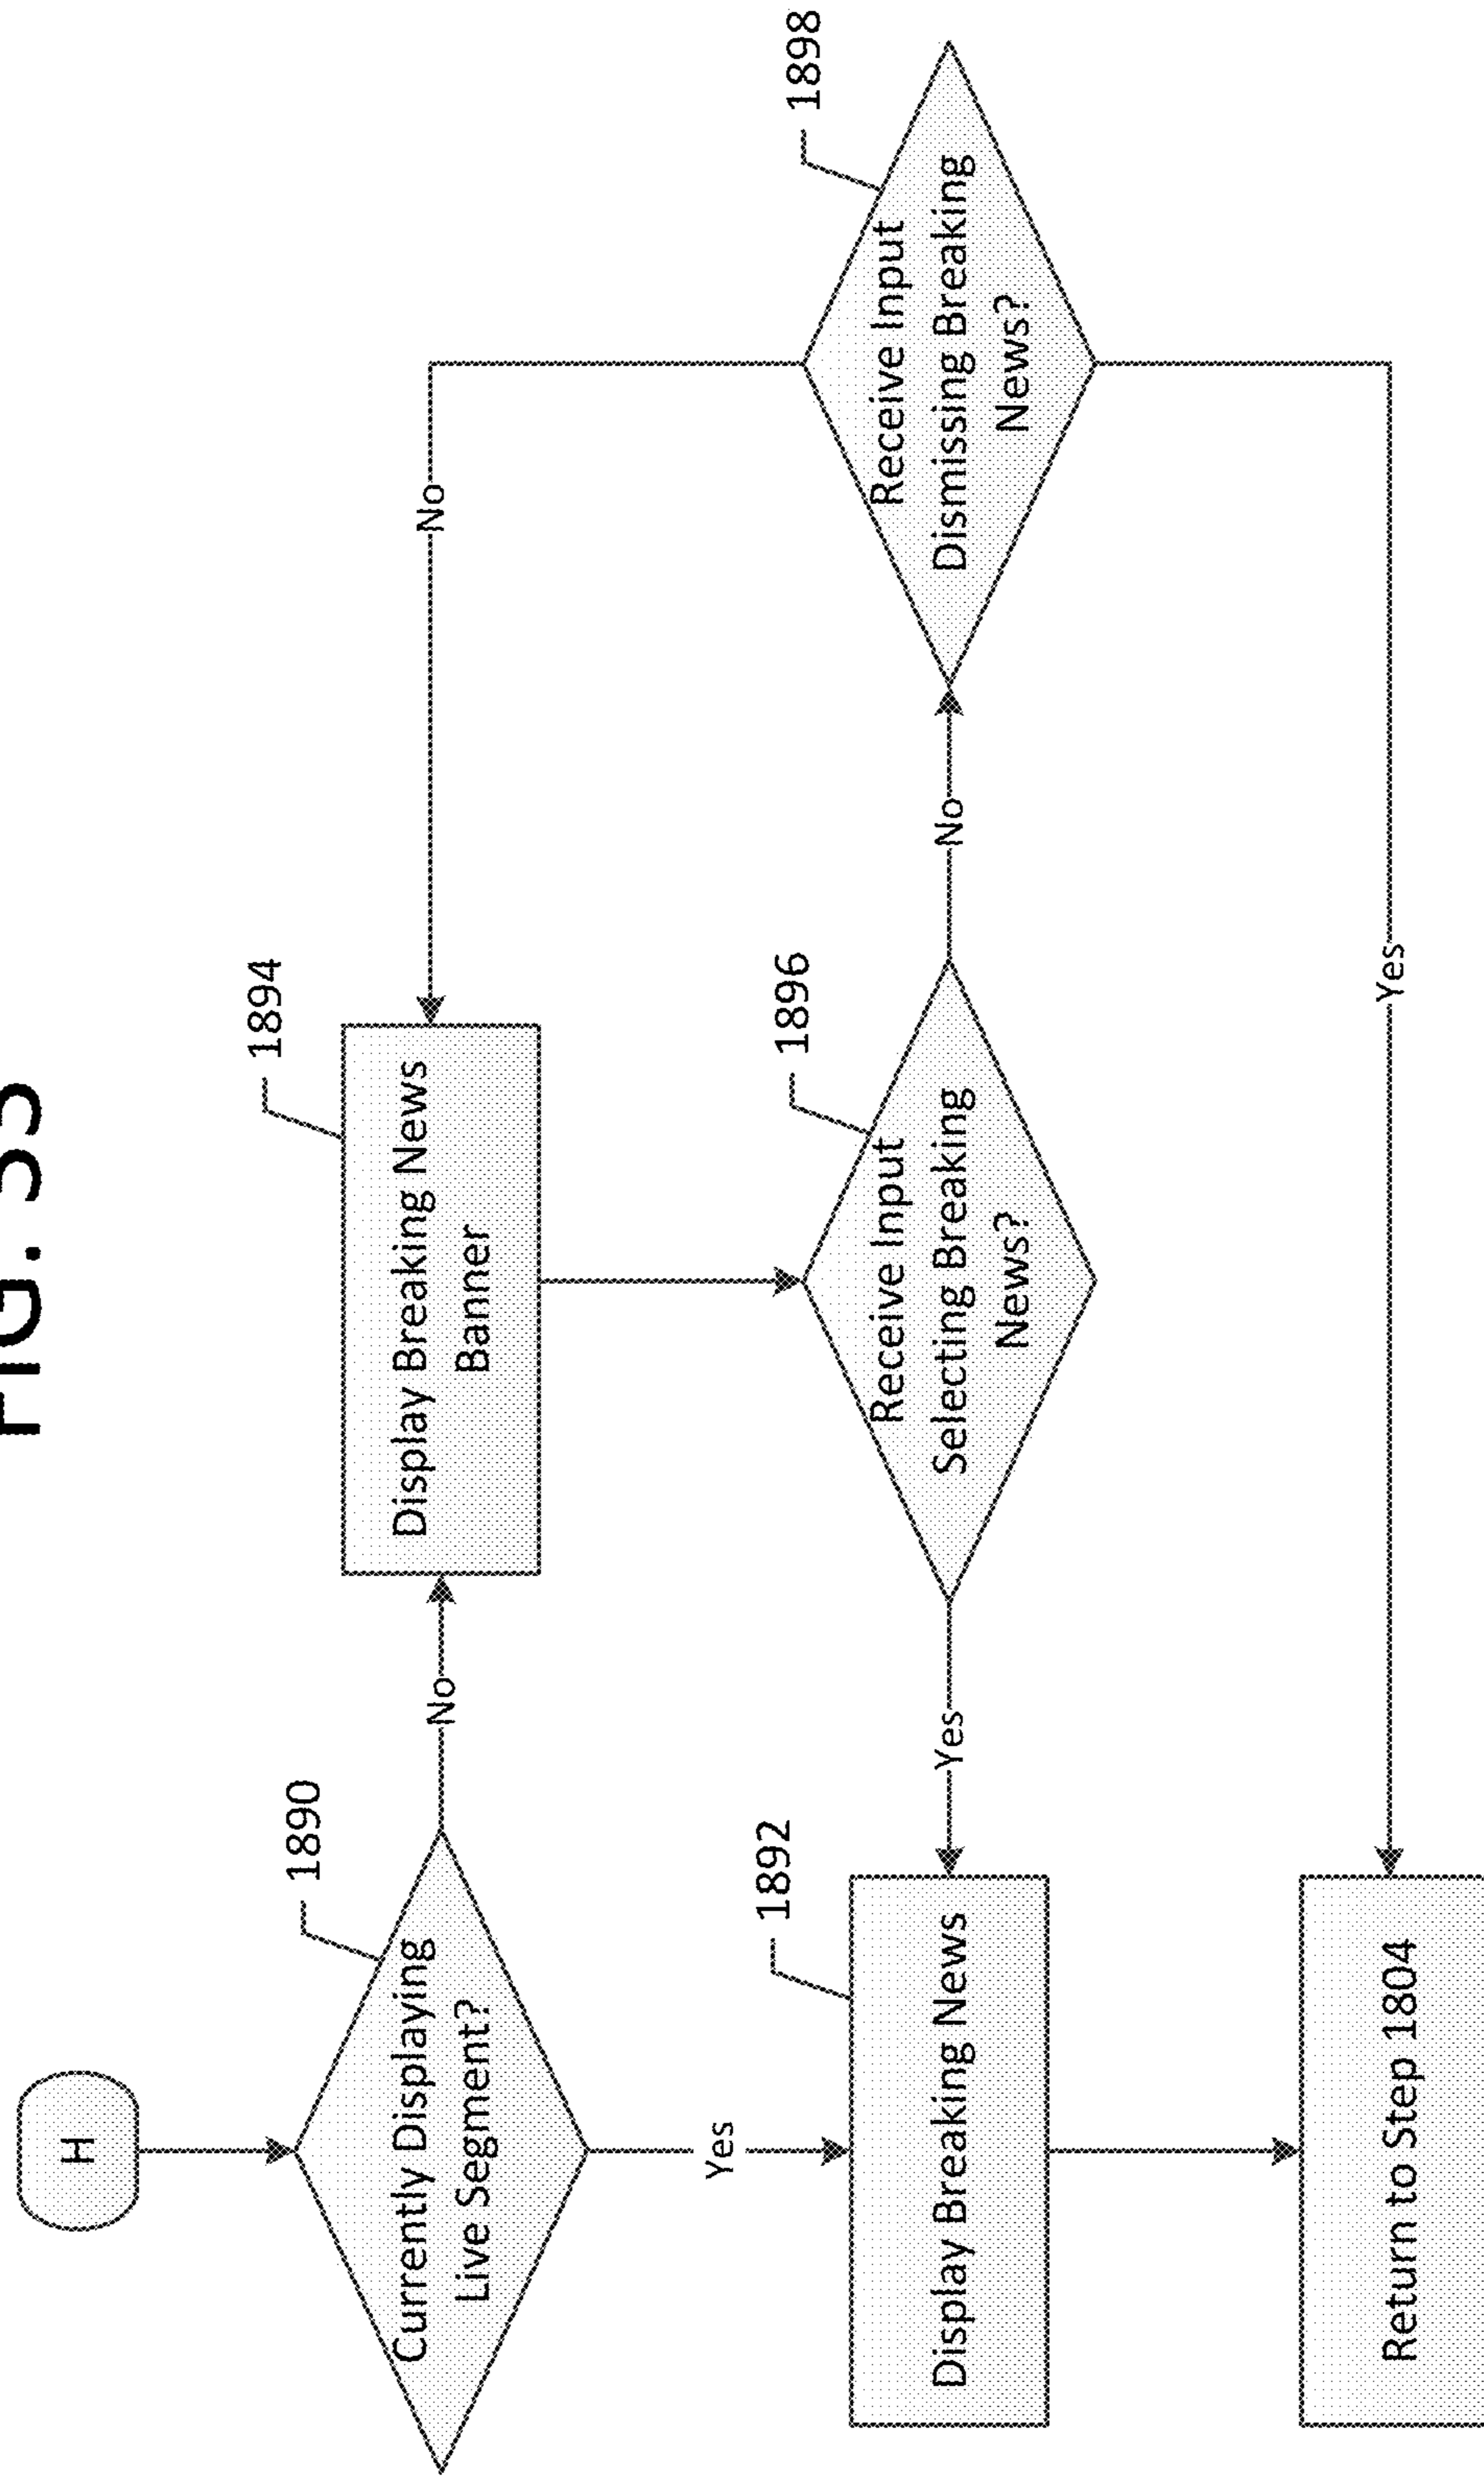 FIG.
H
1890
Currently Displaying
Live Segment?
No
1894
Display Breaking News
Banner
No
Yes
1892
Display Breaking News
Yes
1896
Receive Input
Selecting Breaking
News?
No
1898
Receive Input
Dismissing Breaking
News?
Yes
Return to Step 1804